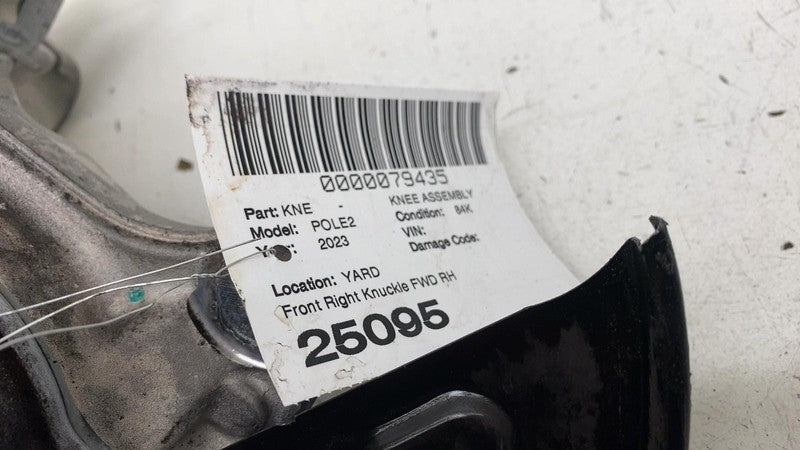 0000079435
Part: KNE - KNEE ASSEMBLY
Model: POLE2 Condition: 84K
Year: 2023 VIN:
Damage Code:
Location: YARD
Front Right Knuckle FWD RH
25095